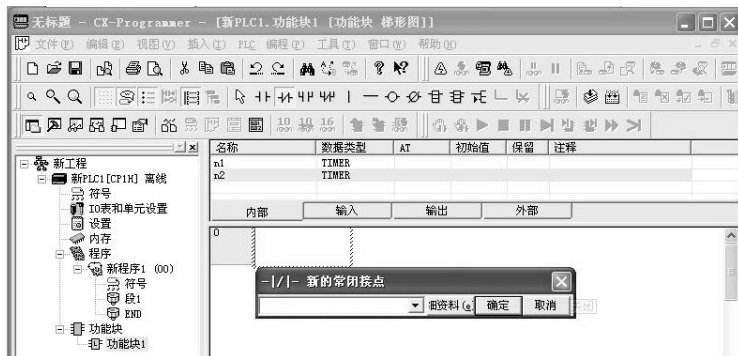 无标题 - CX-Programmer - [新PLC1.功能块1 [功能块 梯形图]]
文件(F) 编辑(E) 视图(V) 插入(I) PLC 编程(P) 工具(T) 窗口(W) 帮助(H)
10 10 16
名称 数据类型 AT 初始值 保留 注释
n1 TIMER
n2 TIMER
内部 输入 输出 外部
新工程
新PLC1[CP1H] 离线
符号
IO表和单元设置
设置
内存
程序
新程序1 (00)
符号
段1
END
功能块
功能块1
0
-|/|- 新的常闭接点
细资料(e) 确定 取消